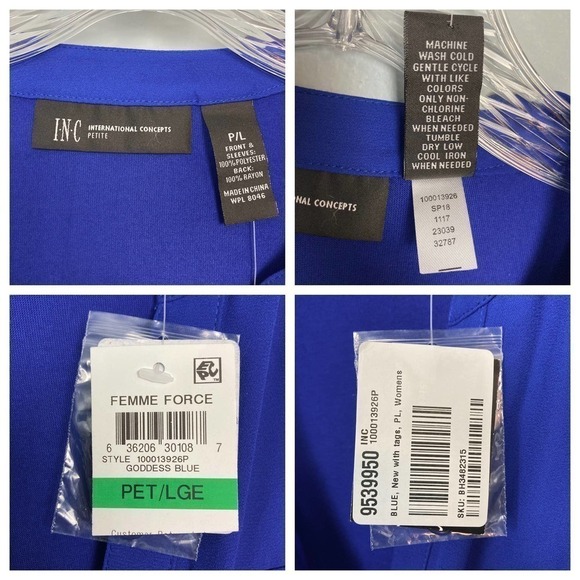 I·N·C INTERNATIONAL CONCEPTS
PETITE
P/L
FRONT &
SLEEVES:
100% POLYESTER
BACK:
100% RAYON
MADE IN CHINA
WPL 8046
MACHINE
WASH COLD
GENTLE CYCLE
WITH LIKE
COLORS
ONLY NON-
CHLORINE
BLEACH
WHEN NEEDED
TUMBLE
DRY LOW
COOL IRON
WHEN NEEDED
NAL CONCEPTS
100013926
SP18
1117
23039
32787
FEMME FORCE
6 36206 30108 7
STYLE 100013926P
GODDESS BLUE
PET/LGE
9539950 INC
100013926P
BLUE, New with tags, PL, Womens
SKU: BH3482315